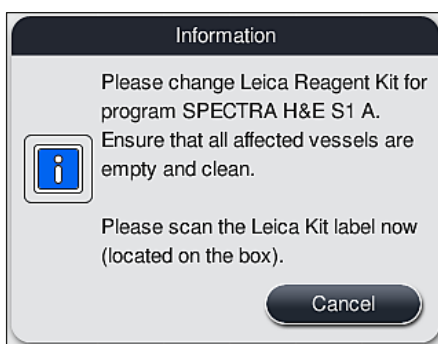 Information
Please change Leica Reagent Kit for
program SPECTRA H&E S1 A.
Ensure that all affected vessels are
empty and clean.
Please scan the Leica Kit label now
(located on the box).
Cancel